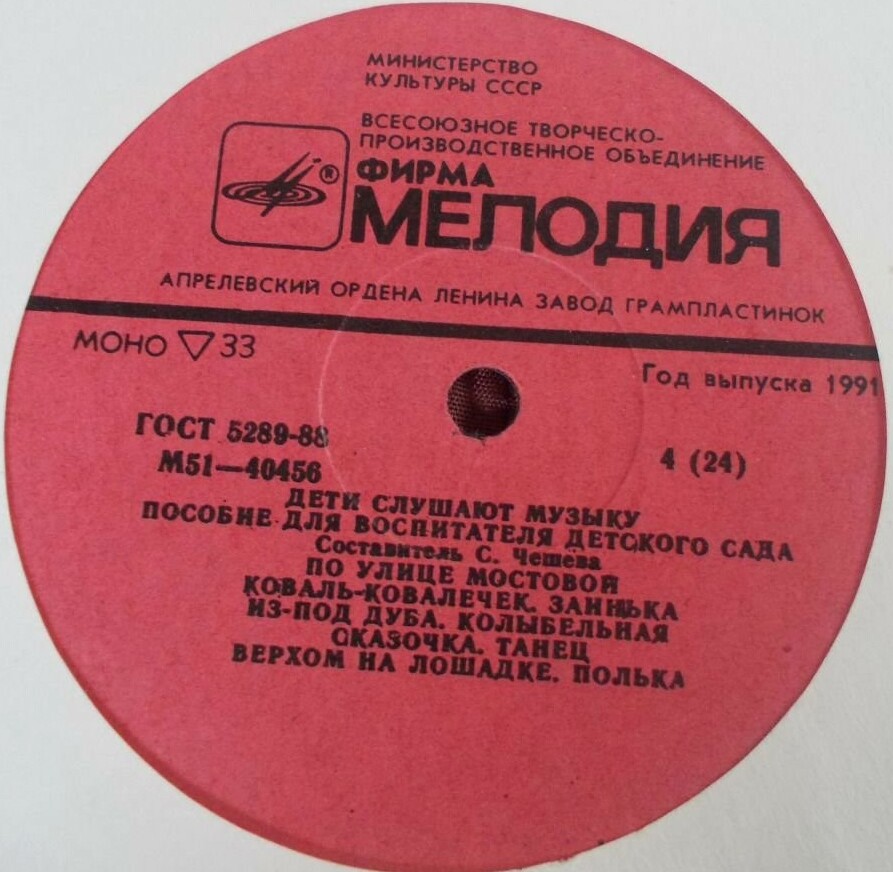 МИНИСТЕРСТВО
КУЛЬТУРЫ СССР
ВСЕСОЮЗНОЕ ТВОРЧЕСКО-
ПРОИЗВОДСТВЕННОЕ ОБЪЕДИНЕНИЕ
®
ФИРМА
МЕЛОДИЯ
АПРЕЛЕВСКИЙ ОРДЕНА ЛЕНИНА ЗАВОД ГРАМПЛАСТИНОК
МОНО ▽ 33
Год выпуска 1991
ГОСТ 5289-88
М51—40456
4 (24)
ДЕТИ СЛУШАЮТ МУЗЫКУ
ПОСОБИЕ ДЛЯ ВОСПИТАТЕЛЯ ДЕТСКОГО САДА
Составитель С. Чешева
ПО УЛИЦЕ МОСТОВОЙ
КОВАЛЬ-КОВАЛЕЧЕК. ЗАИНЬКА
ИЗ-ПОД ДУБА. КОЛЫБЕЛЬНАЯ
СКАЗОЧКА. ТАНЕЦ
ВЕРХОМ НА ЛОШАДКЕ. ПОЛЬКА